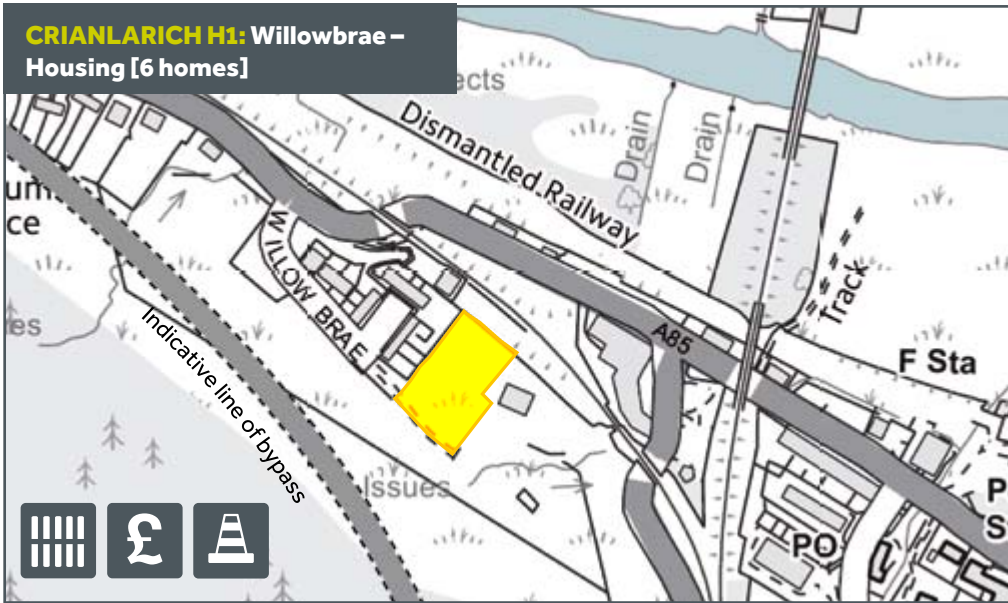 CRIANLARICH H1: Willowbrae –
Housing [6 homes]
ects
Dismantled Railway
Drain
Drain
um
ce
WILLOW BRAE
Track
A85
F Sta
es
Indicative line of bypass
Issues
£
P
S
PO